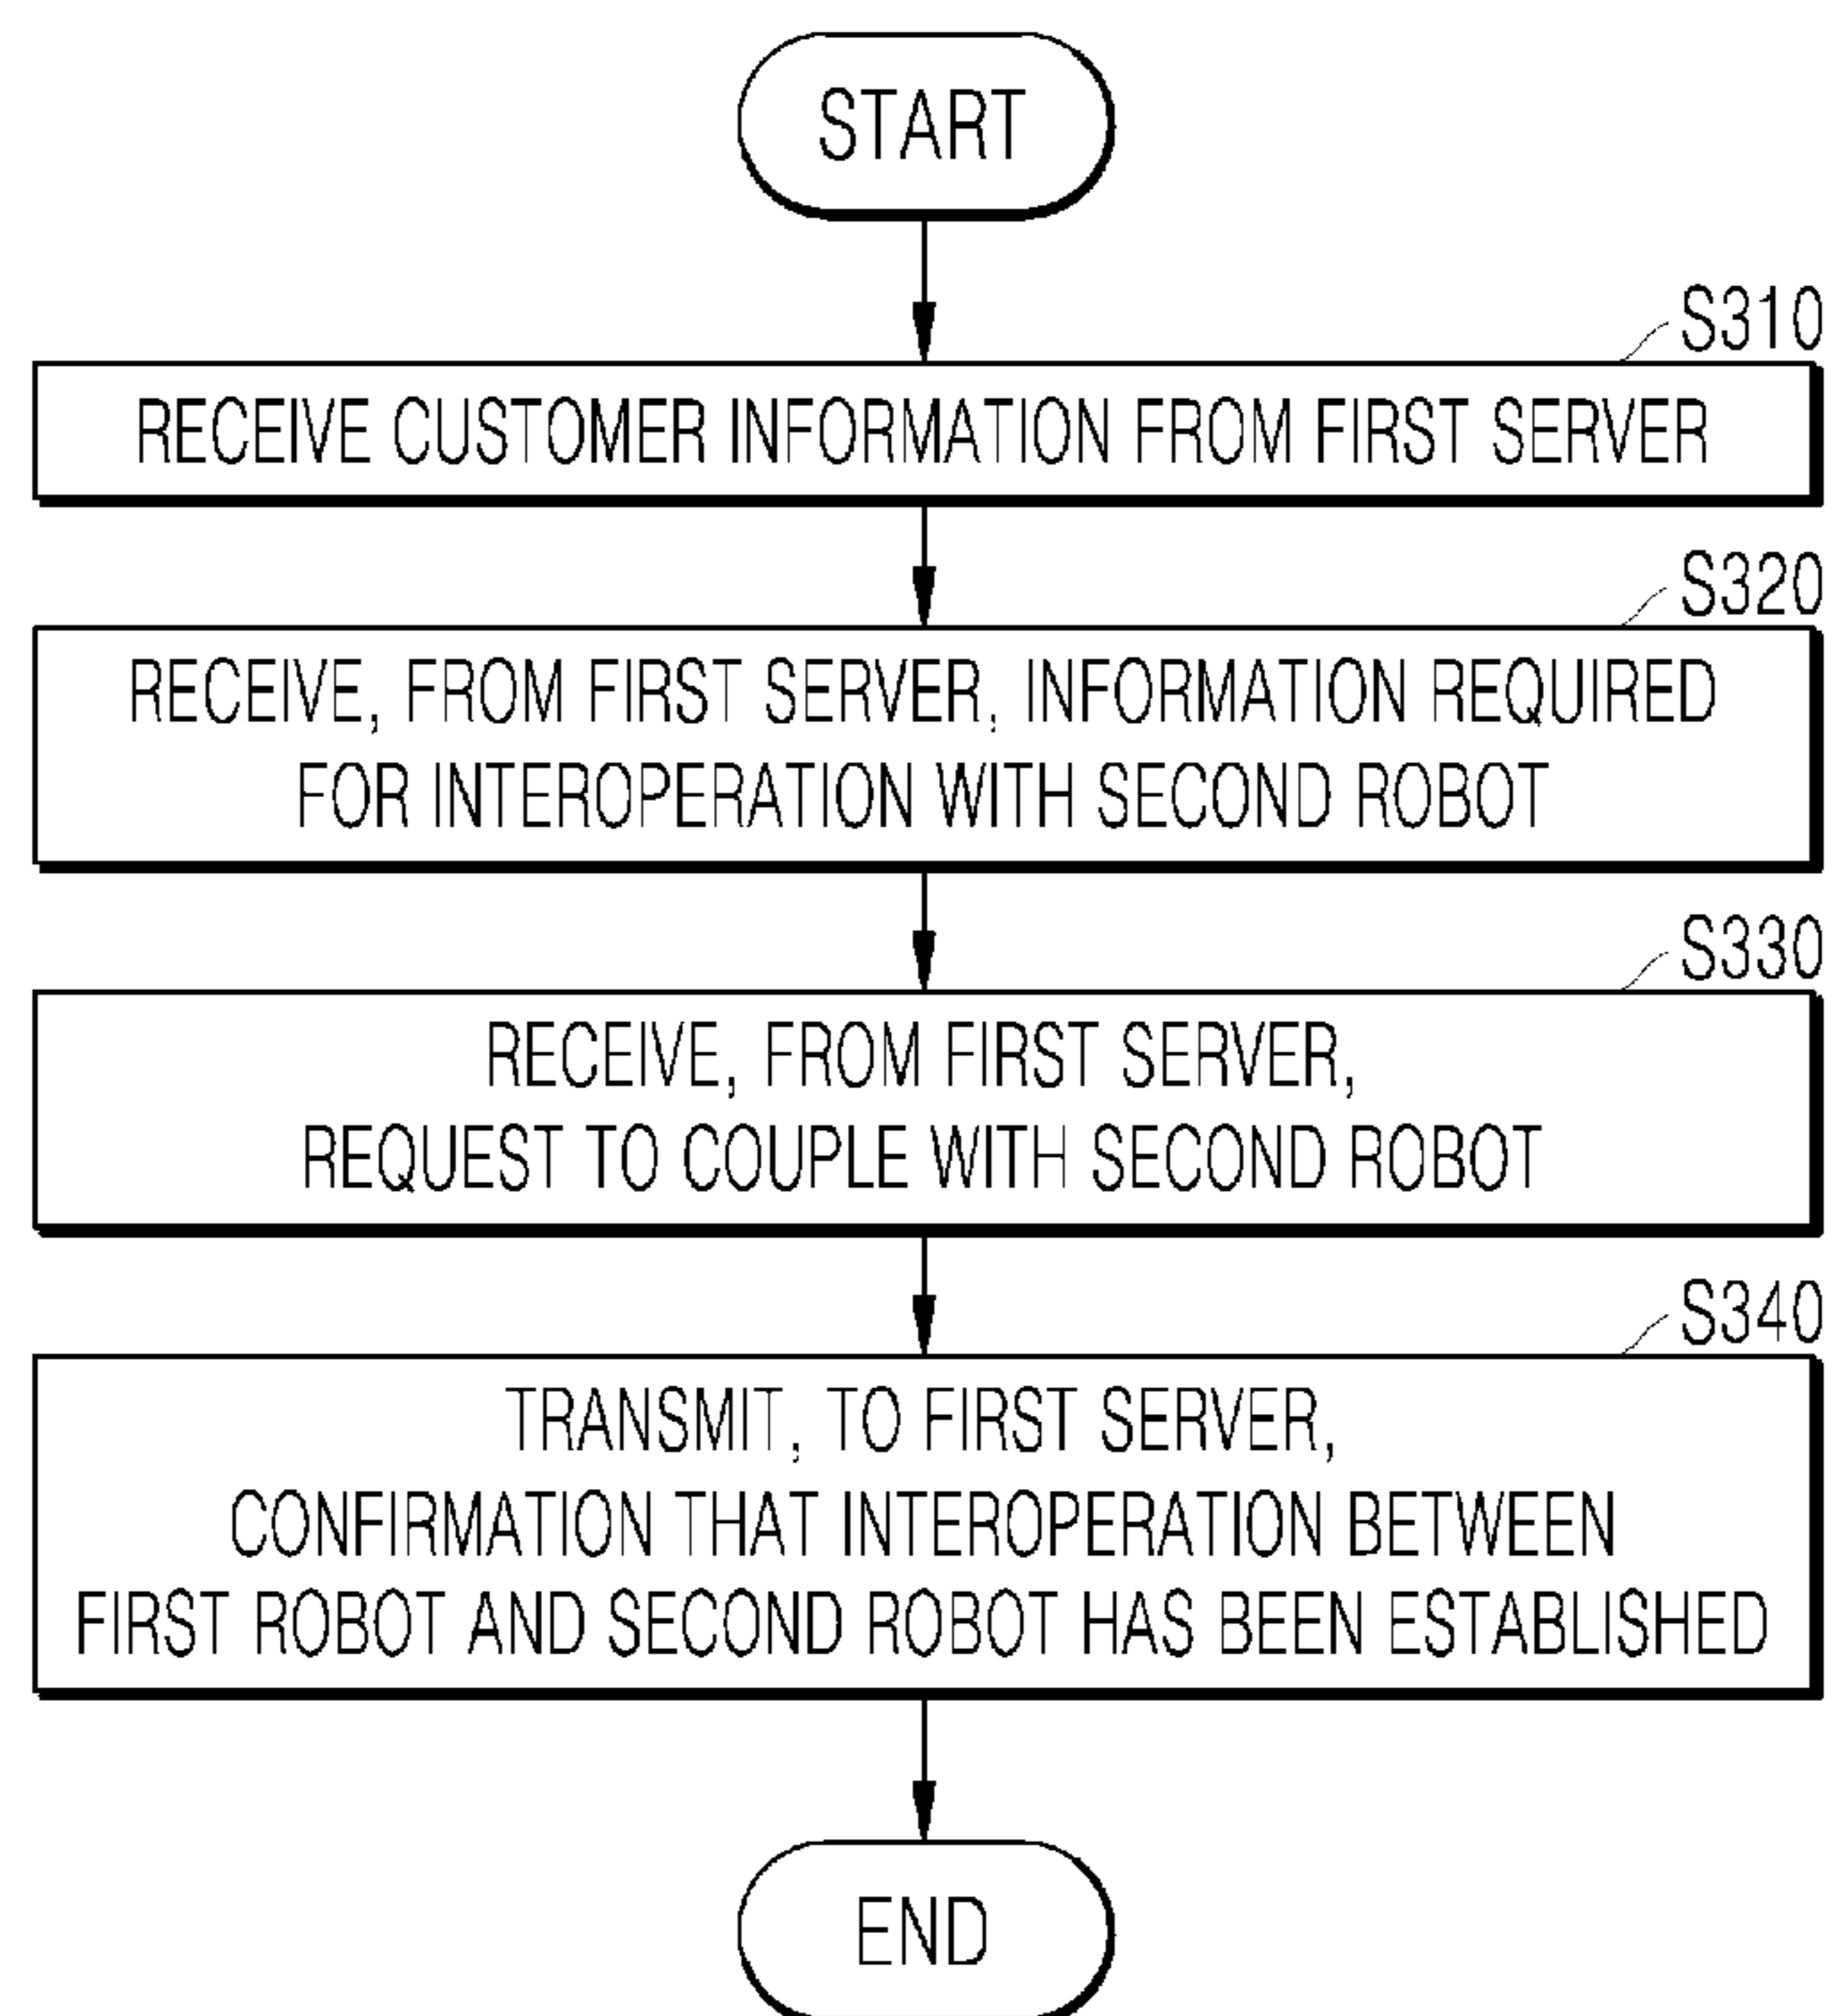 START
S310
RECEIVE CUSTOMER INFORMATION FROM FIRST SERVER
S320
RECEIVE, FROM FIRST SERVER, INFORMATION REQUIRED
FOR INTEROPERATION WITH SECOND ROBOT
S330
RECEIVE, FROM FIRST SERVER,
REQUEST TO COUPLE WITH SECOND ROBOT
S340
TRANSMIT, TO FIRST SERVER,
CONFIRMATION THAT INTEROPERATION BETWEEN
FIRST ROBOT AND SECOND ROBOT HAS BEEN ESTABLISHED
END